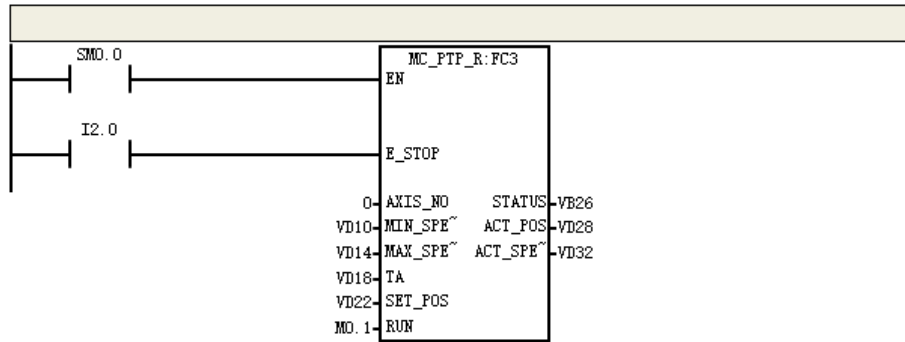 SM0.0
MC_PTP_R:FC3
EN
I2.0
E_STOP
0 AXIS_NO STATUS VB26
VD10 MIN_SPE~ ACT_POS VD28
VD14 MAX_SPE~ ACT_SPE~ VD32
VD18 TA
VD22 SET_POS
M0.1 RUN